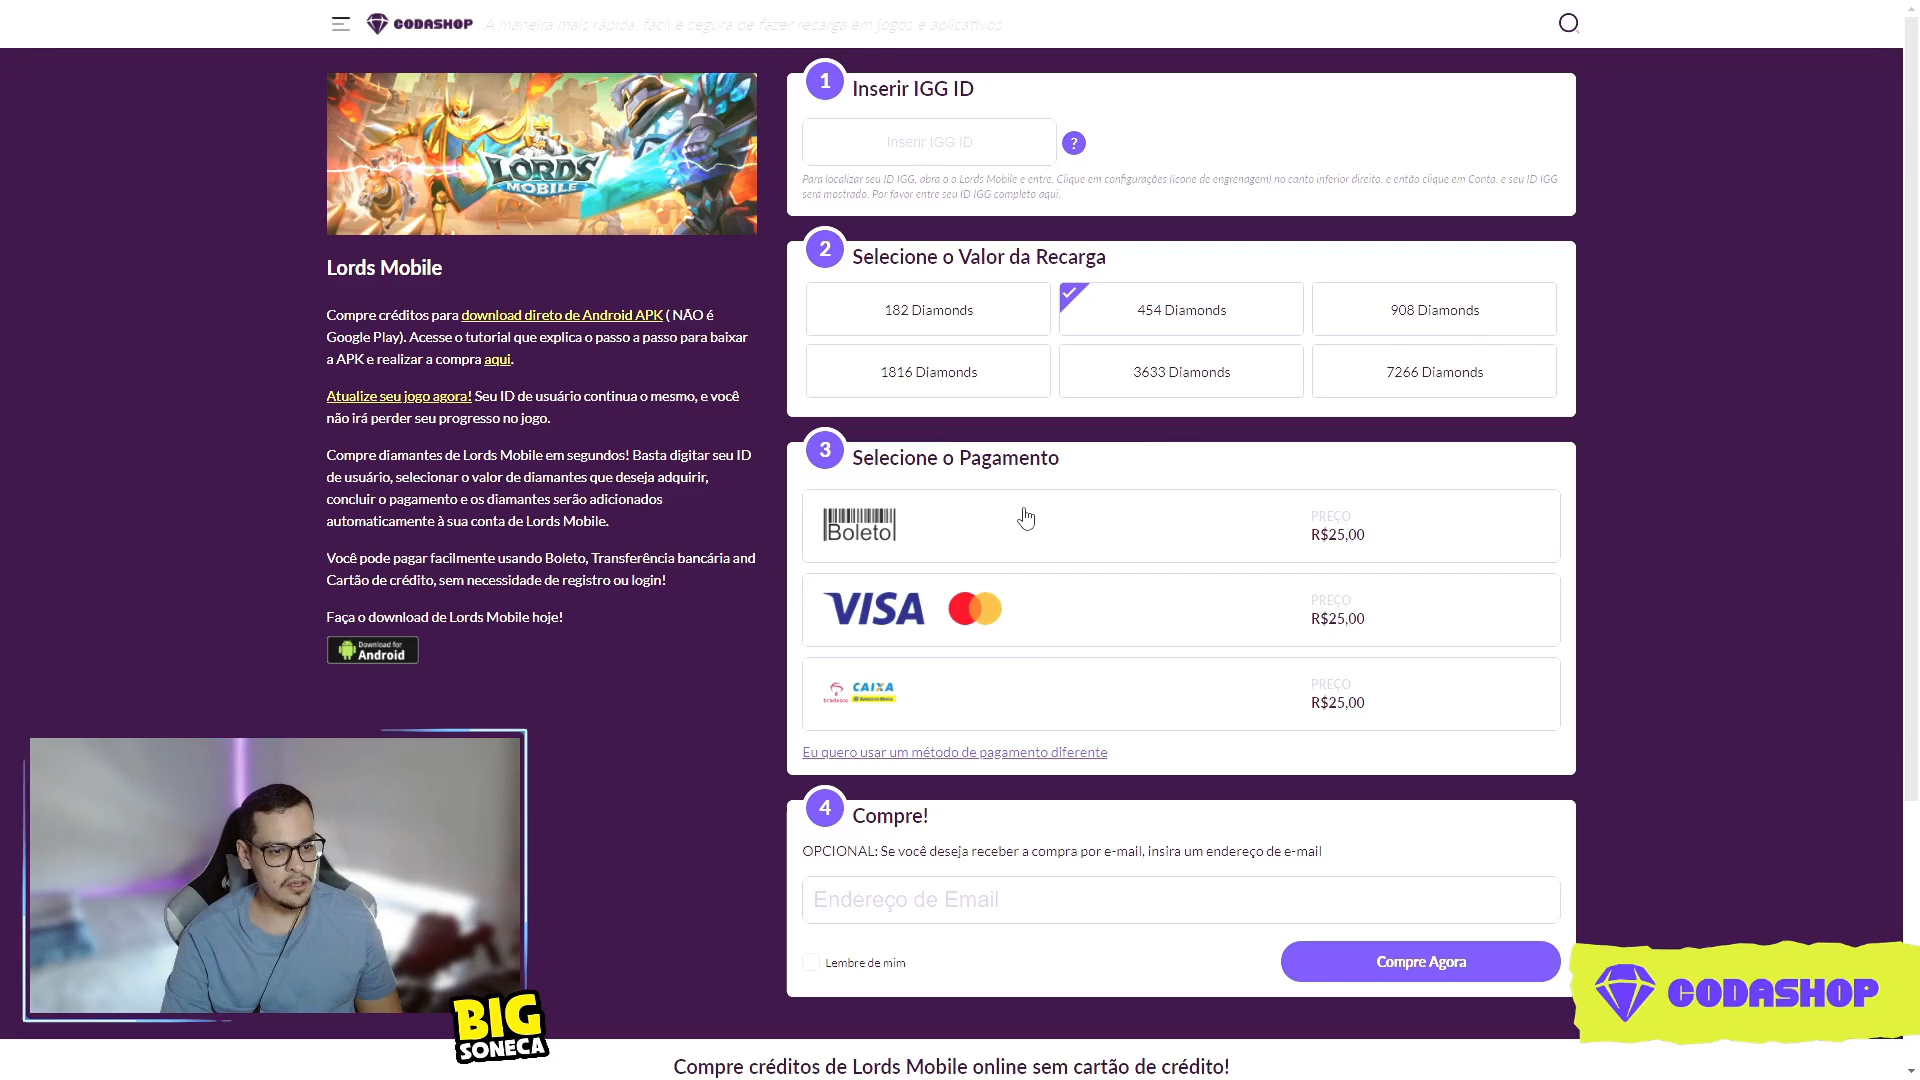 CODASHOP
A maneira mais rápida, fácil e segura de fazer recarga em jogos e aplicativos
LORDS
MOBILE
Lords Mobile
Compre créditos para download direto de Android APK ( NÃO é
Google Play). Acesse o tutorial que explica o passo a passo para baixar
a APK e realizar a compra aqui.
Atualize seu jogo agora! Seu ID de usuário continua o mesmo, e você
não irá perder seu progresso no jogo.
Compre diamantes de Lords Mobile em segundos! Basta digitar seu ID
de usuário, selecionar o valor de diamantes que deseja adquirir,
concluir o pagamento e os diamantes serão adicionados
automaticamente à sua conta de Lords Mobile.
Você pode pagar facilmente usando Boleto, Transferência bancária and
Cartão de crédito, sem necessidade de registro ou login!
Faça o download de Lords Mobile hoje!
Download for
Android
1
Inserir IGG ID
Inserir IGG ID
?
Para localizar seu ID IGG, abra o o Lords Mobile e entre. Clique em configurações (ícone de engrenagem) no canto inferior direito, e então clique em Conta, e seu ID IGG
será mostrado. Por favor entre seu ID IGG completo aqui.
2
Selecione o Valor da Recarga
182 Diamonds
454 Diamonds
908 Diamonds
1816 Diamonds
3633 Diamonds
7266 Diamonds
3
Selecione o Pagamento
Boleto
PREÇO
R$25,00
VISA
PREÇO
R$25,00
bradesco
CAIXA
BANCO DO BRASIL
PREÇO
R$25,00
Eu quero usar um método de pagamento diferente
4
Compre!
OPCIONAL: Se você deseja receber a compra por e-mail, insira um endereço de e-mail
Endereço de Email
Lembre de mim
Compre Agora
BIG
SONECA
CODASHOP
Compre créditos de Lords Mobile online sem cartão de crédito!